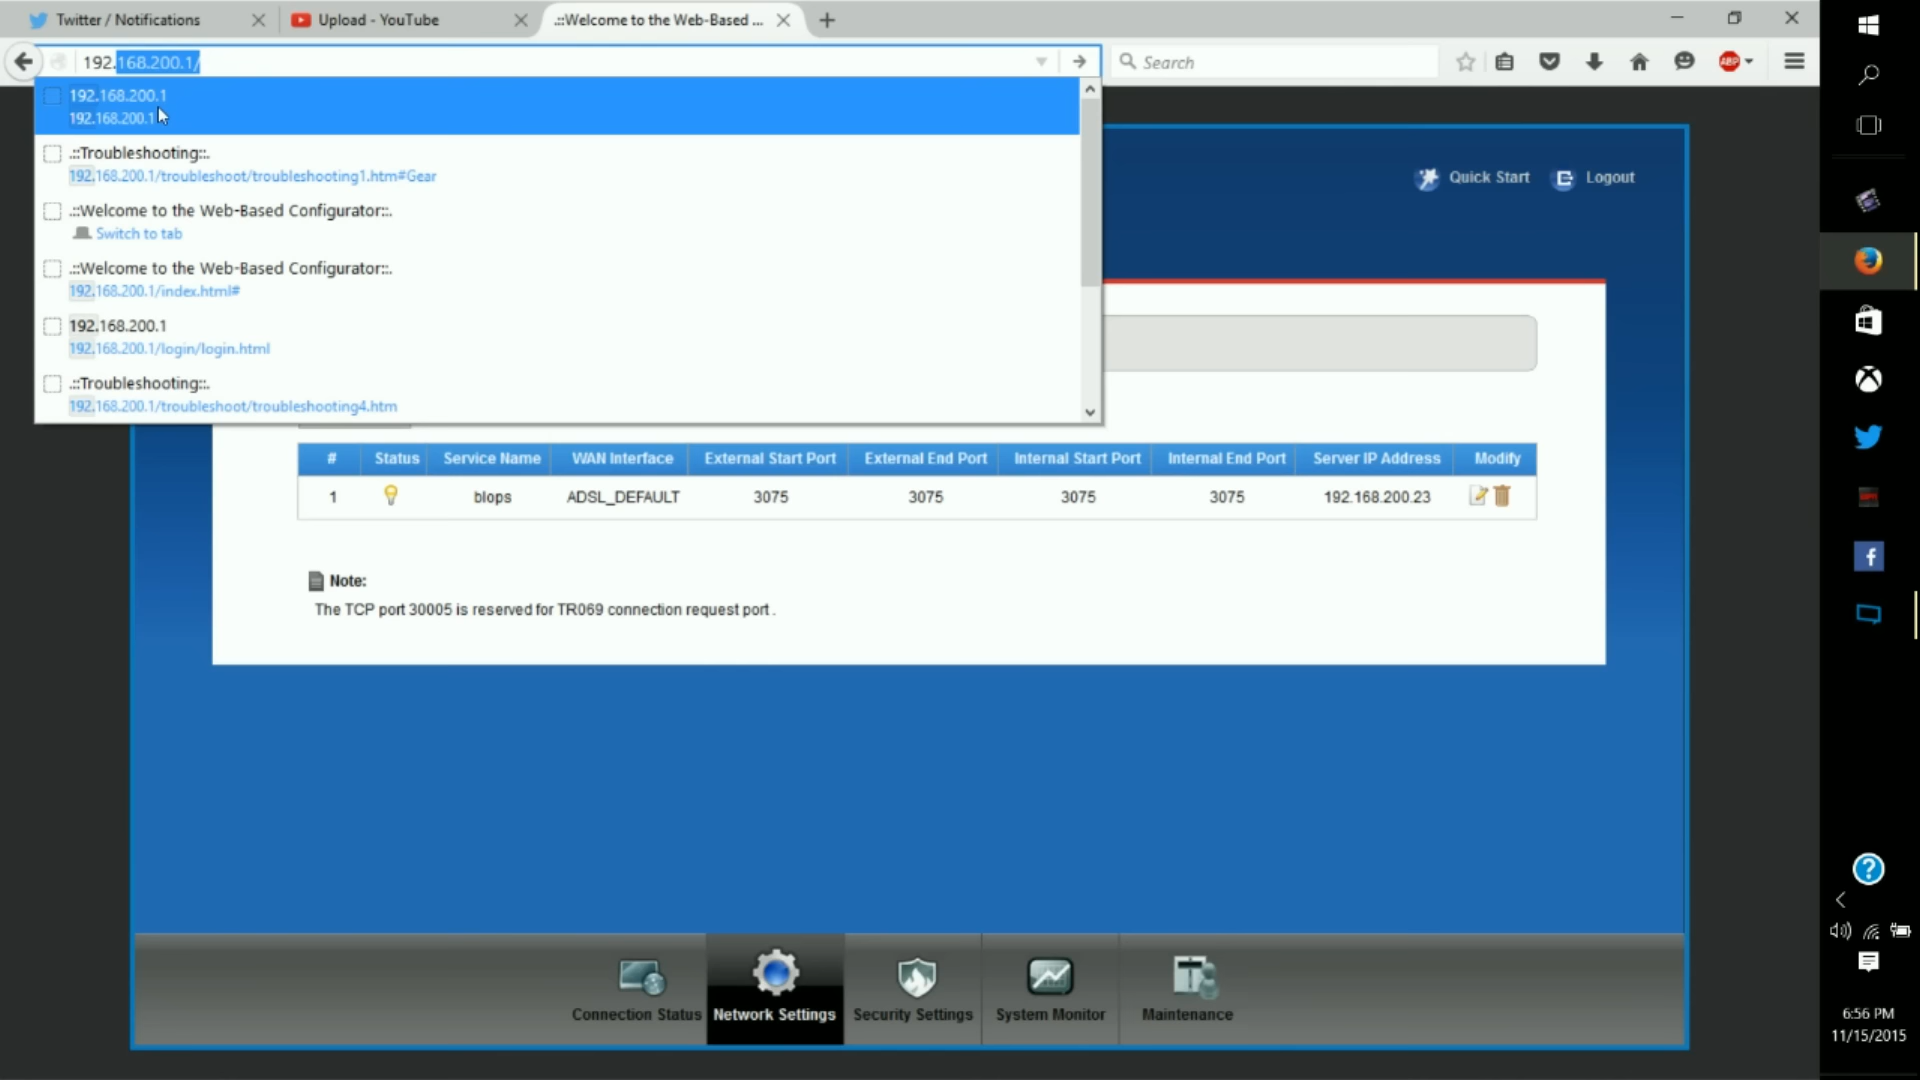 Twitter / Notifications
Upload - YouTube
.::Welcome to the Web-Based ...
192.168.200.1/
Search
ABP
192.168.200.1
192.168.200.1
.::Troubleshooting::.
192.168.200.1/troubleshoot/troubleshooting1.htm#Gear
.::Welcome to the Web-Based Configurator::.
Switch to tab
.::Welcome to the Web-Based Configurator::.
192.168.200.1/index.html#
192.168.200.1
192.168.200.1/login/login.html
.::Troubleshooting::.
192.168.200.1/troubleshoot/troubleshooting4.htm
Quick Start
Logout
# Status Service Name WAN Interface External Start Port External End Port Internal Start Port Internal End Port Server IP Address Modify
1 blops ADSL_DEFAULT 3075 3075 3075 3075 192.168.200.23
Note:
The TCP port 30005 is reserved for TR069 connection request port .
Connection Status
Network Settings
Security Settings
System Monitor
Maintenance
6:56 PM
11/15/2015